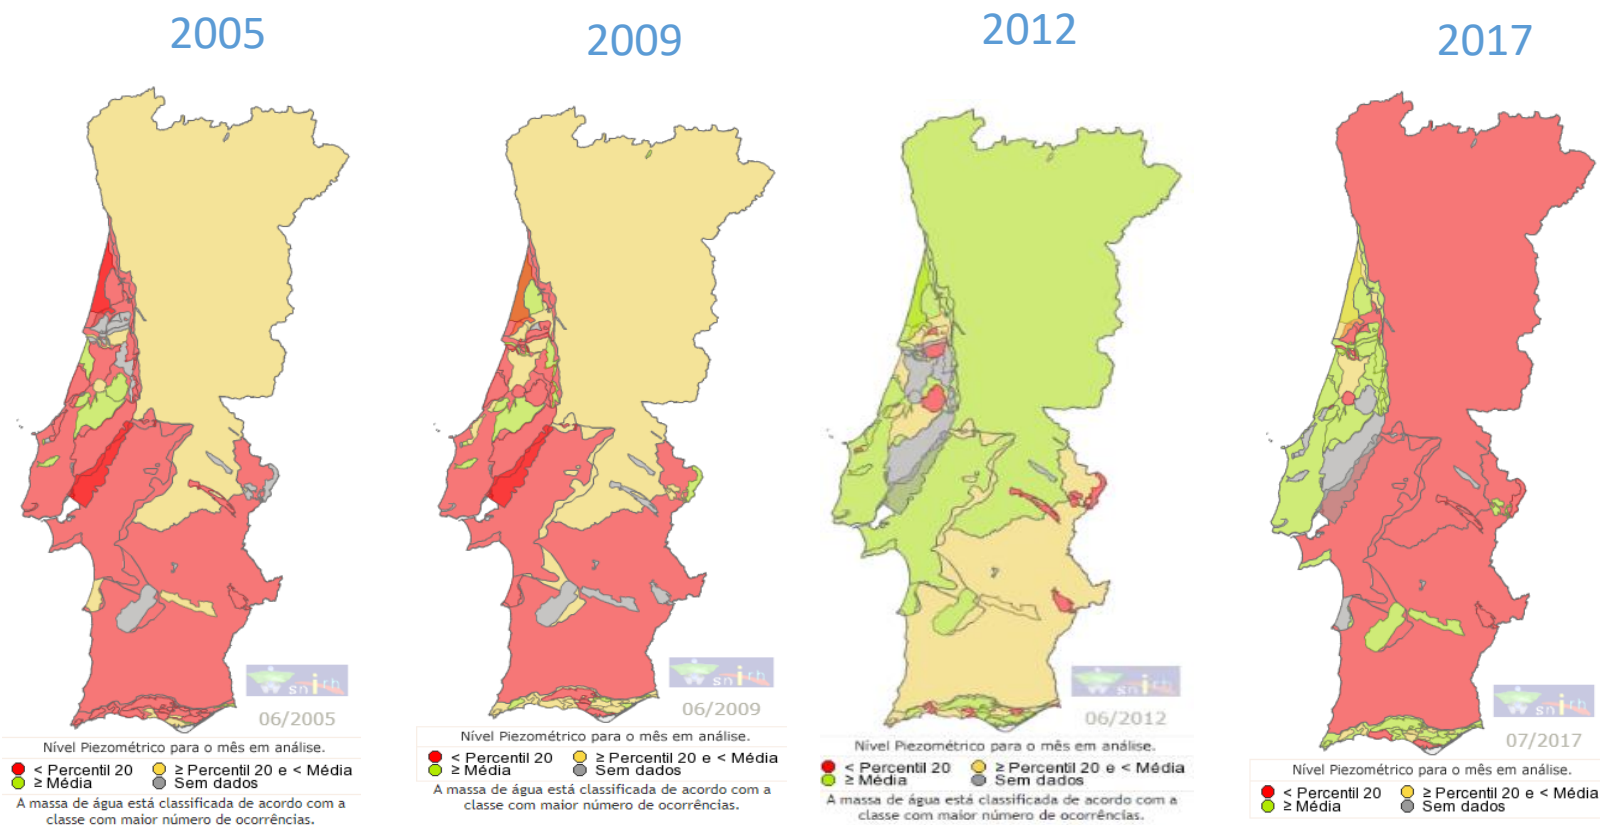 2005
2009
2012
2017
snirh
06/2005
Nível Piezométrico para o mês em análise.
< Percentil 20
≥ Percentil 20 e < Média
≥ Média
Sem dados
A massa de água está classificada de acordo com a
classe com maior número de ocorrências.
snirh
06/2009
Nível Piezométrico para o mês em análise.
< Percentil 20
≥ Percentil 20 e < Média
≥ Média
Sem dados
A massa de água está classificada de acordo com a
classe com maior número de ocorrências.
snirh
06/2012
Nível Piezométrico para o mês em análise.
< Percentil 20
≥ Percentil 20 e < Média
≥ Média
Sem dados
A massa de água está classificada de acordo com a
classe com maior número de ocorrências.
snirh
07/2017
Nível Piezométrico para o mês em análise.
< Percentil 20
≥ Percentil 20 e < Média
≥ Média
Sem dados